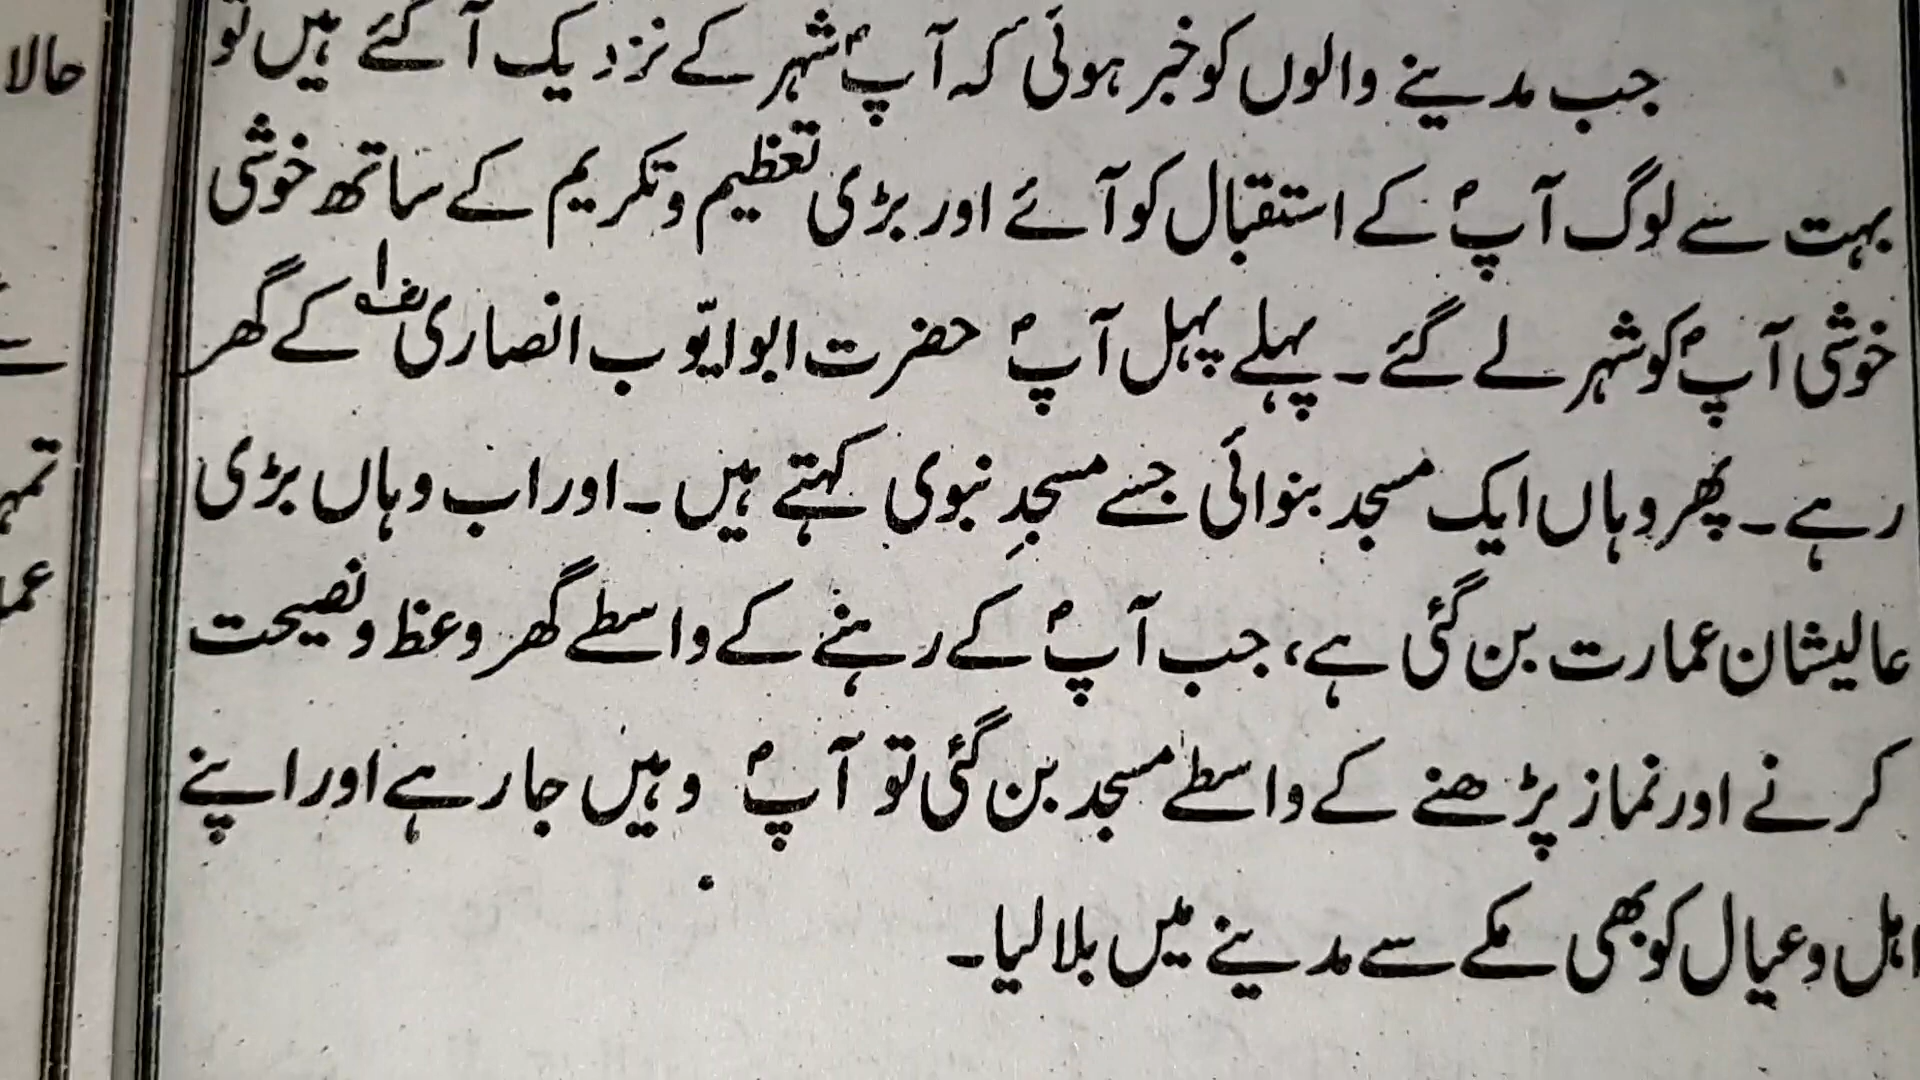 جب مدینے والوں کو خبر ہوئی کہ آپؐ شہر کے نزدیک آ گئے ہیں تو
بہت سے لوگ آپؐ کے استقبال کو آئے اور بڑی تعظیم و تکریم کے ساتھ خوشی
خوشی آپؐ کو شہر لے گئے۔ پہلے پہل آپؐ حضرت ابو ایّوب انصاریؓ کے گھر
رہے۔ پھر وہاں ایک مسجد بنوائی جسے مسجدِ نبوی کہتے ہیں۔ اور اب وہاں بڑی
عالیشان عمارت بن گئی ہے، جب آپؐ کے رہنے کے واسطے گھر وعظ و نصیحت
کرنے اور نماز پڑھنے کے واسطے مسجد بن گئی تو آپؐ وہیں جا رہے اور اپنے
اہل و عیال کو بھی مکے سے مدینے میں بلا لیا۔
حالا